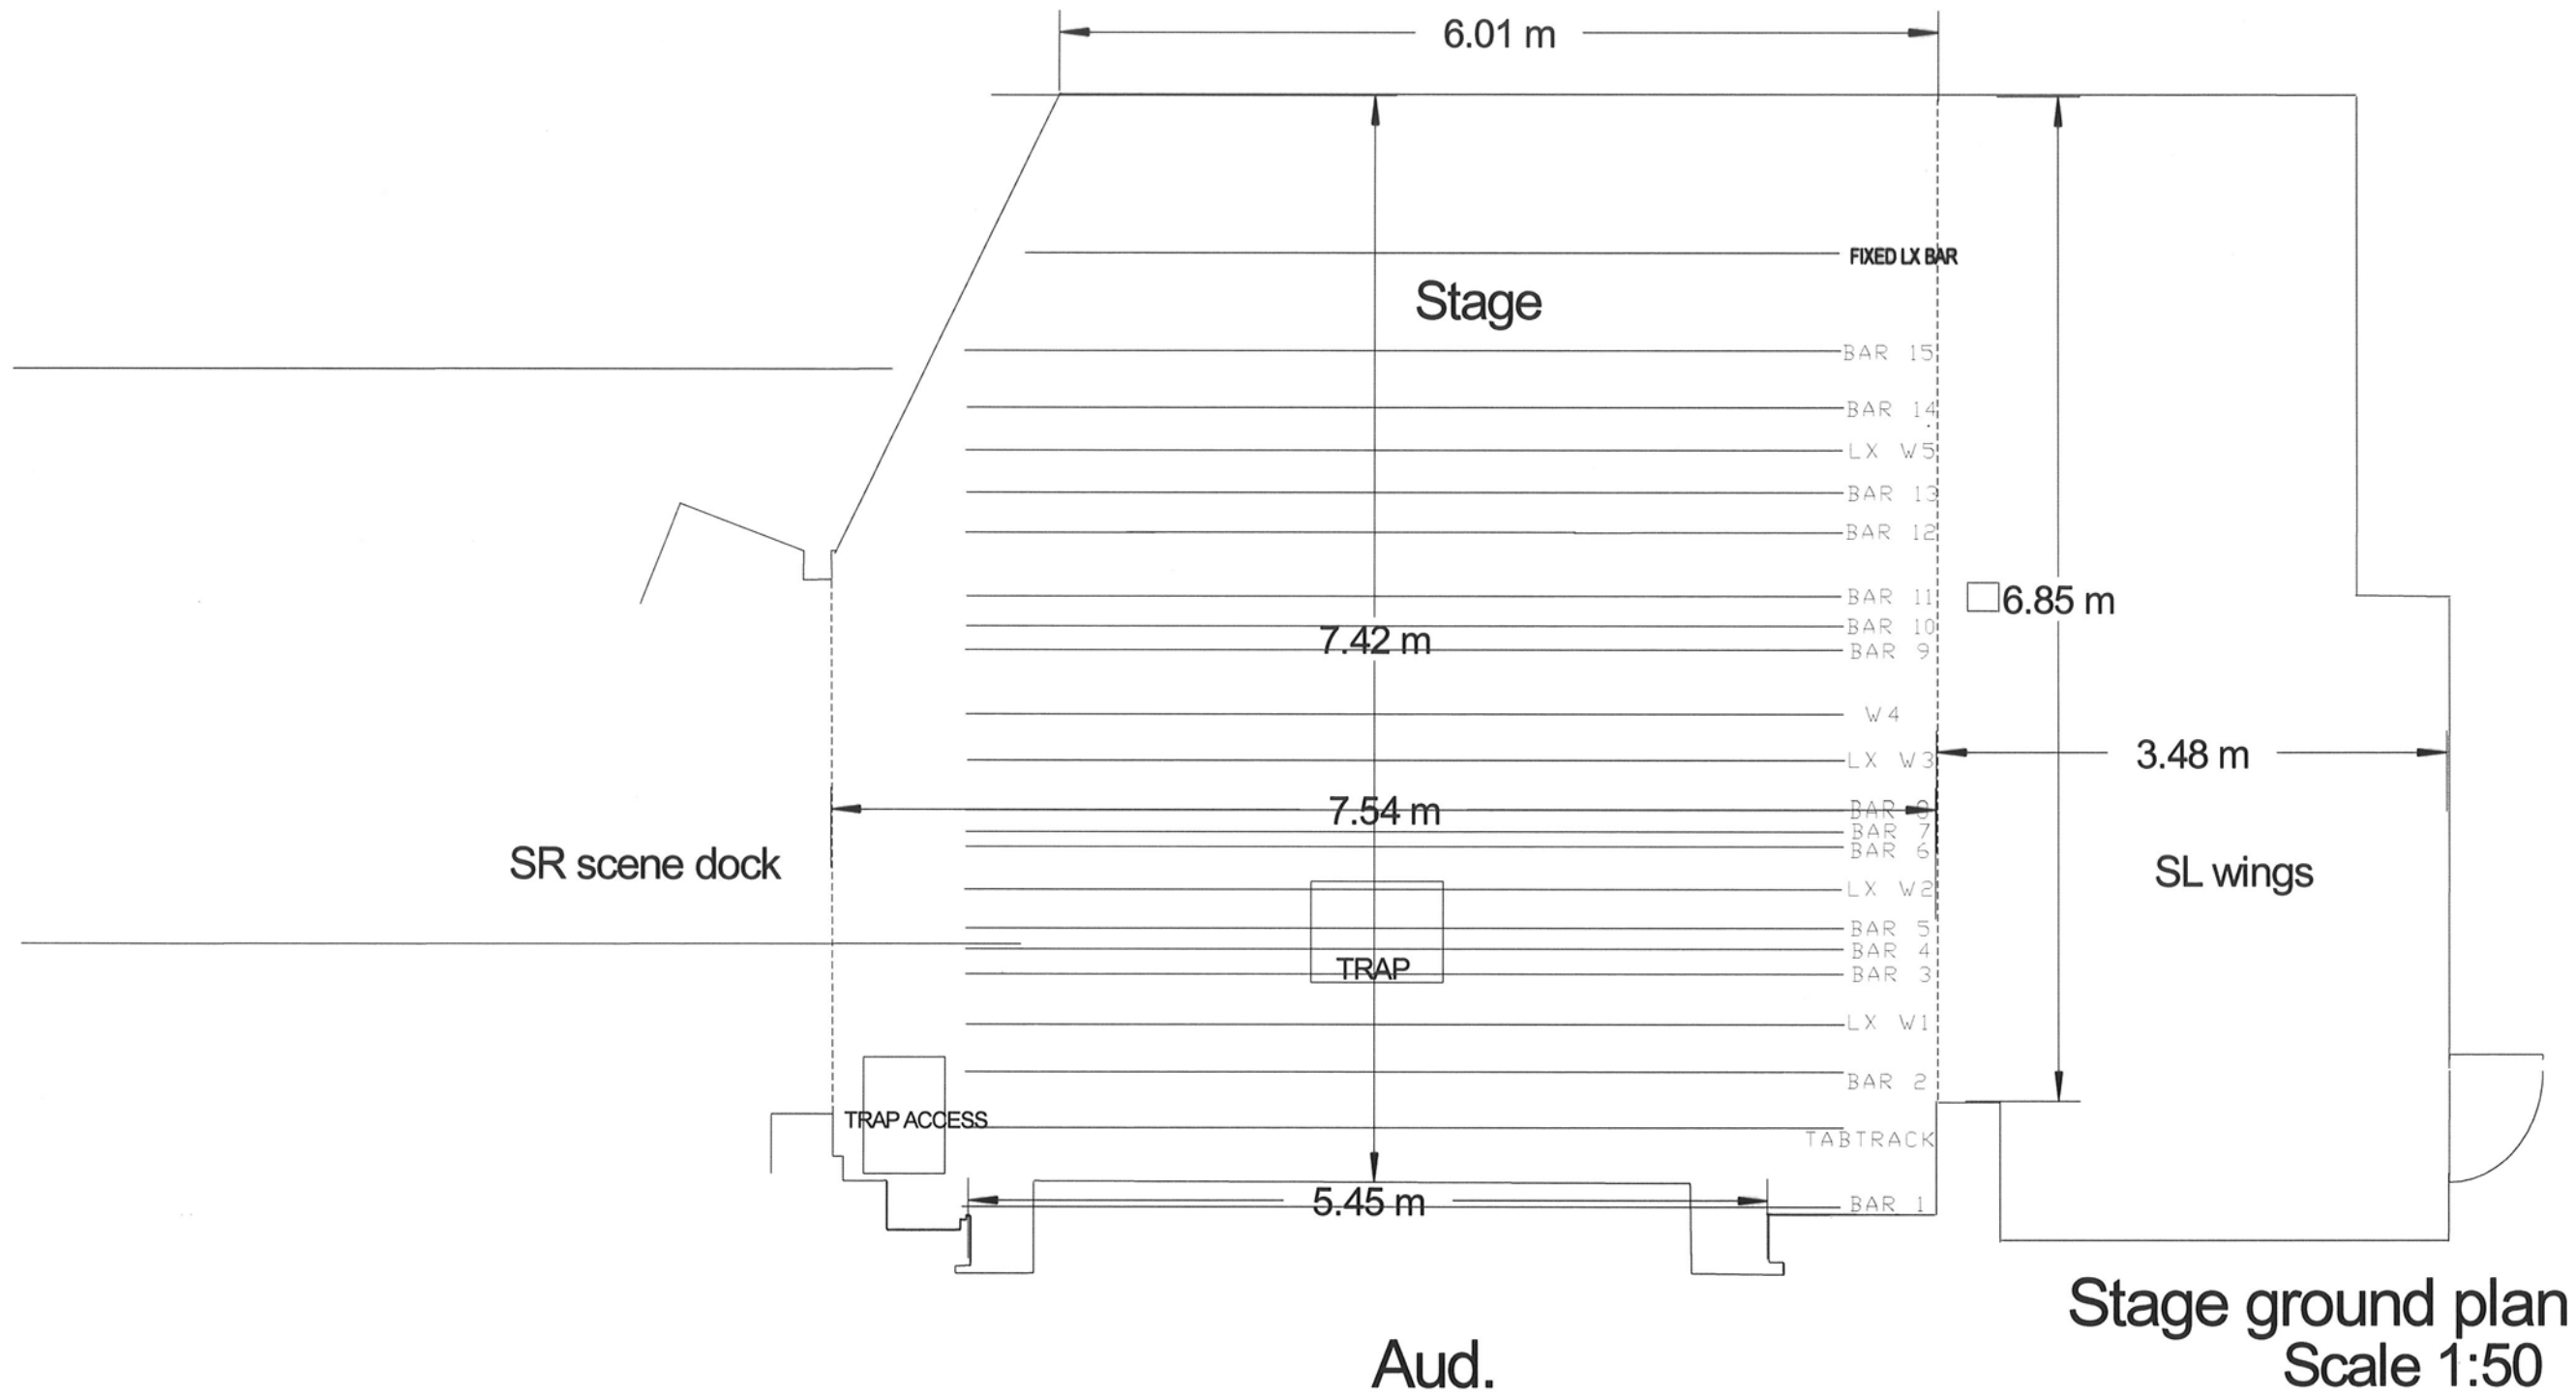 6.01 m
FIXED LX BAR
Stage
BAR 15
BAR 14
LX W5
BAR 13
BAR 12
BAR 11
6.85 m
BAR 10
7.42 m
BAR 9
W4
3.48 m
LX W3
7.54 m
BAR 8
BAR 7
BAR 6
SR scene dock
SL wings
LX W2
BAR 5
BAR 4
TRAP
BAR 3
LX W1
BAR 2
TRAP ACCESS
TABTRACK
5.45 m
BAR 1
Stage ground plan
Scale 1:50
Aud.